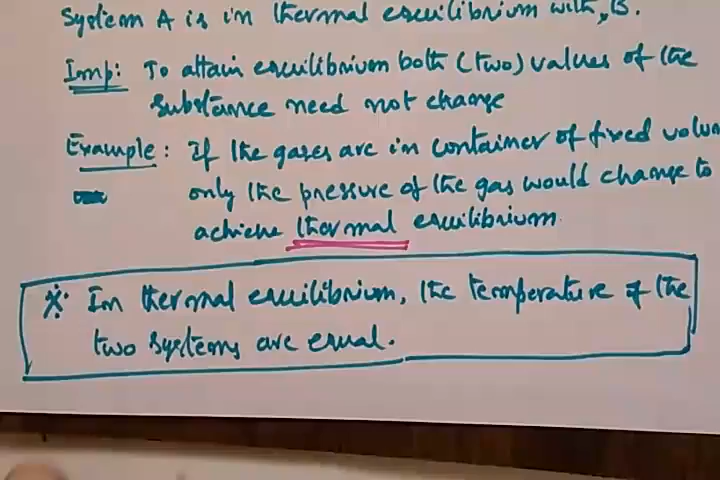 System A is in thermal equilibrium with B.
Imp: To attain equilibrium both (two) values of the
substance need not change
Example: If the gases are in container of fixed volum
only the pressure of the gas would change to
achieve thermal equilibrium.
※ In thermal equilibrium, the temperature of the
two systems are equal.